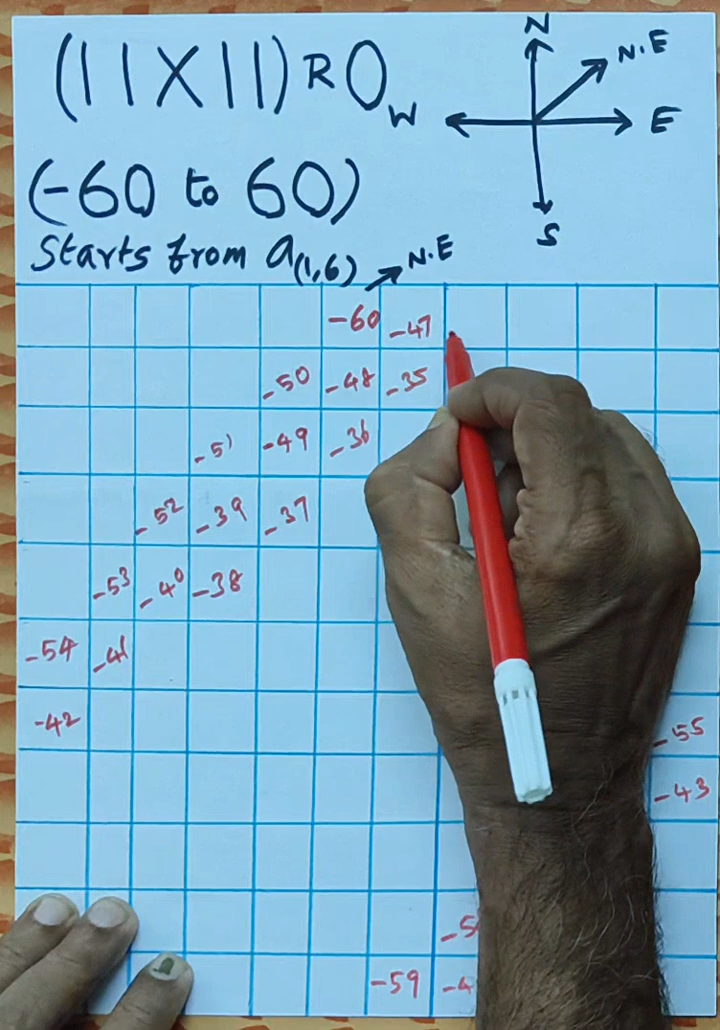 N
(11X11) RO
N.E
W
E
(-60 to 60)
S
Starts from a(1,6)
N.E
-60 -47
-50 -48 -35
-51 -49 -36
-52 -39 -37
-53 -40 -38
-54 -41
-42 -55
-43
-59